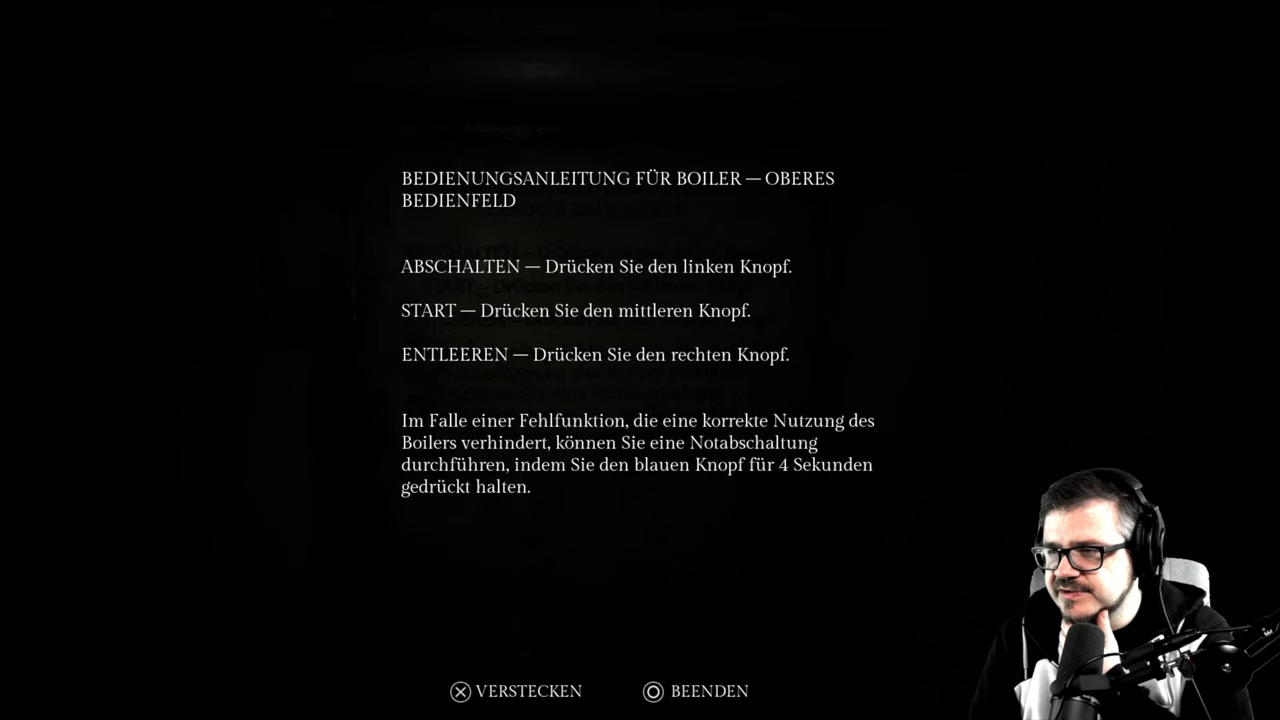 BEDIENUNGSANLEITUNG FÜR BOILER — OBERES
BEDIENFELD
ABSCHALTEN — Drücken Sie den linken Knopf.
START — Drücken Sie den mittleren Knopf.
ENTLEEREN — Drücken Sie den rechten Knopf.
Im Falle einer Fehlfunktion, die eine korrekte Nutzung des
Boilers verhindert, können Sie eine Notabschaltung
durchführen, indem Sie den blauen Knopf für 4 Sekunden
gedrückt halten.
VERSTECKEN BEENDEN